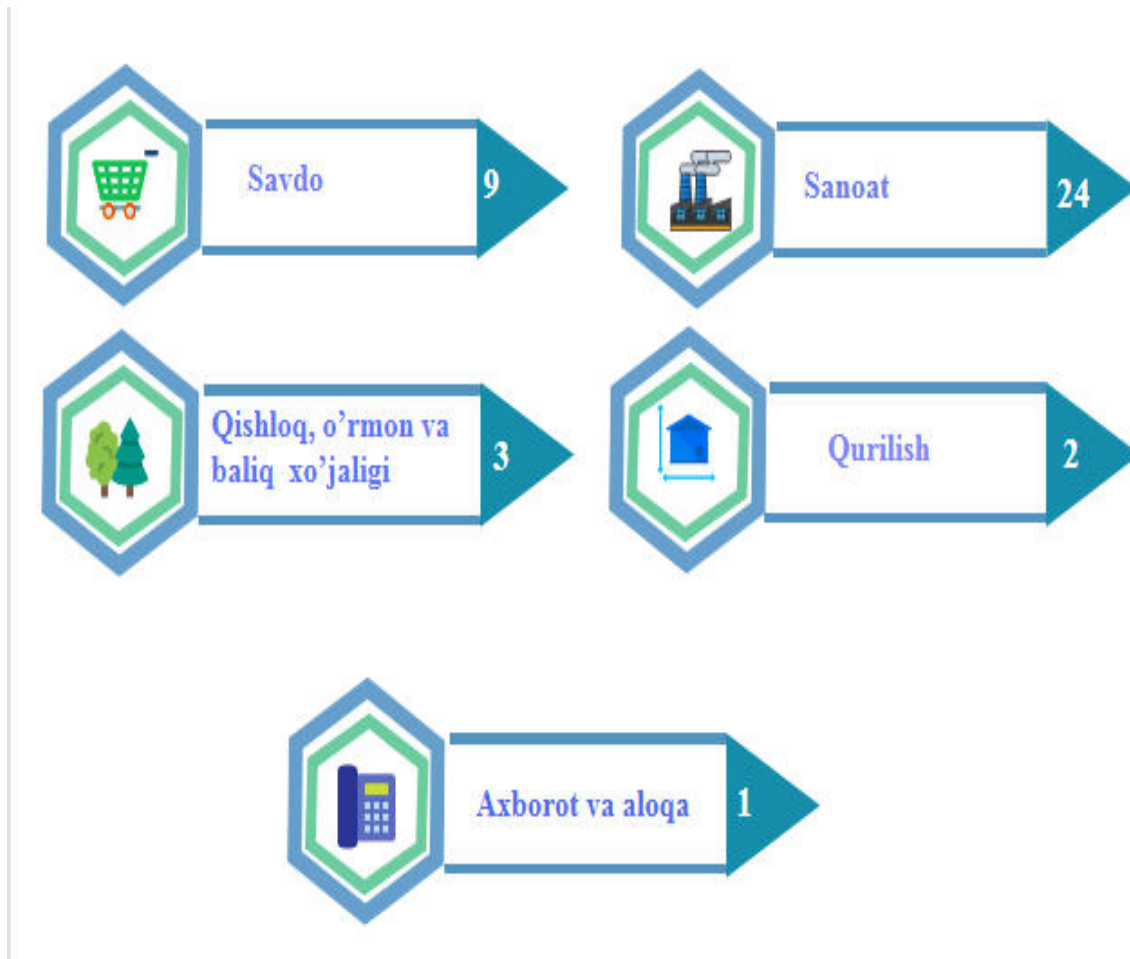 Savdo
9
Sanoat
24
Qishloq, o’rmon va
baliq xo’jaligi
3
Qurilish
2
Axborot va aloqa
1